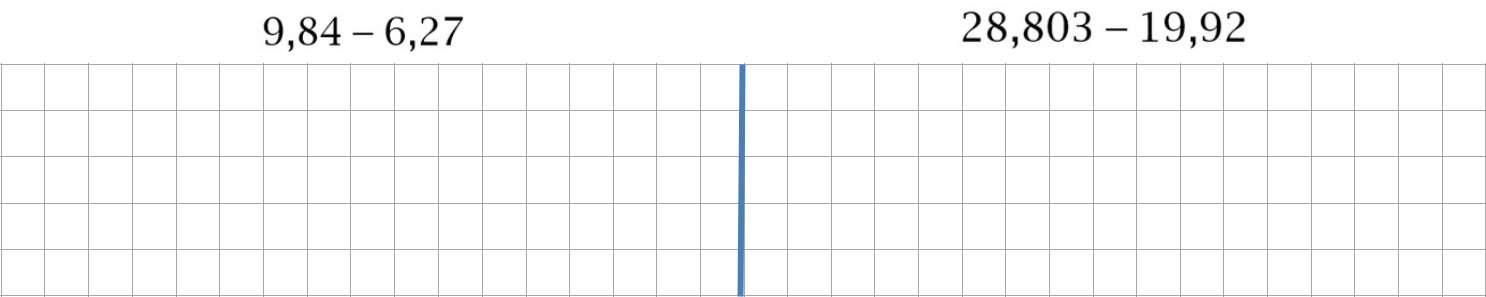 9,84 – 6,27
28,803 – 19,92